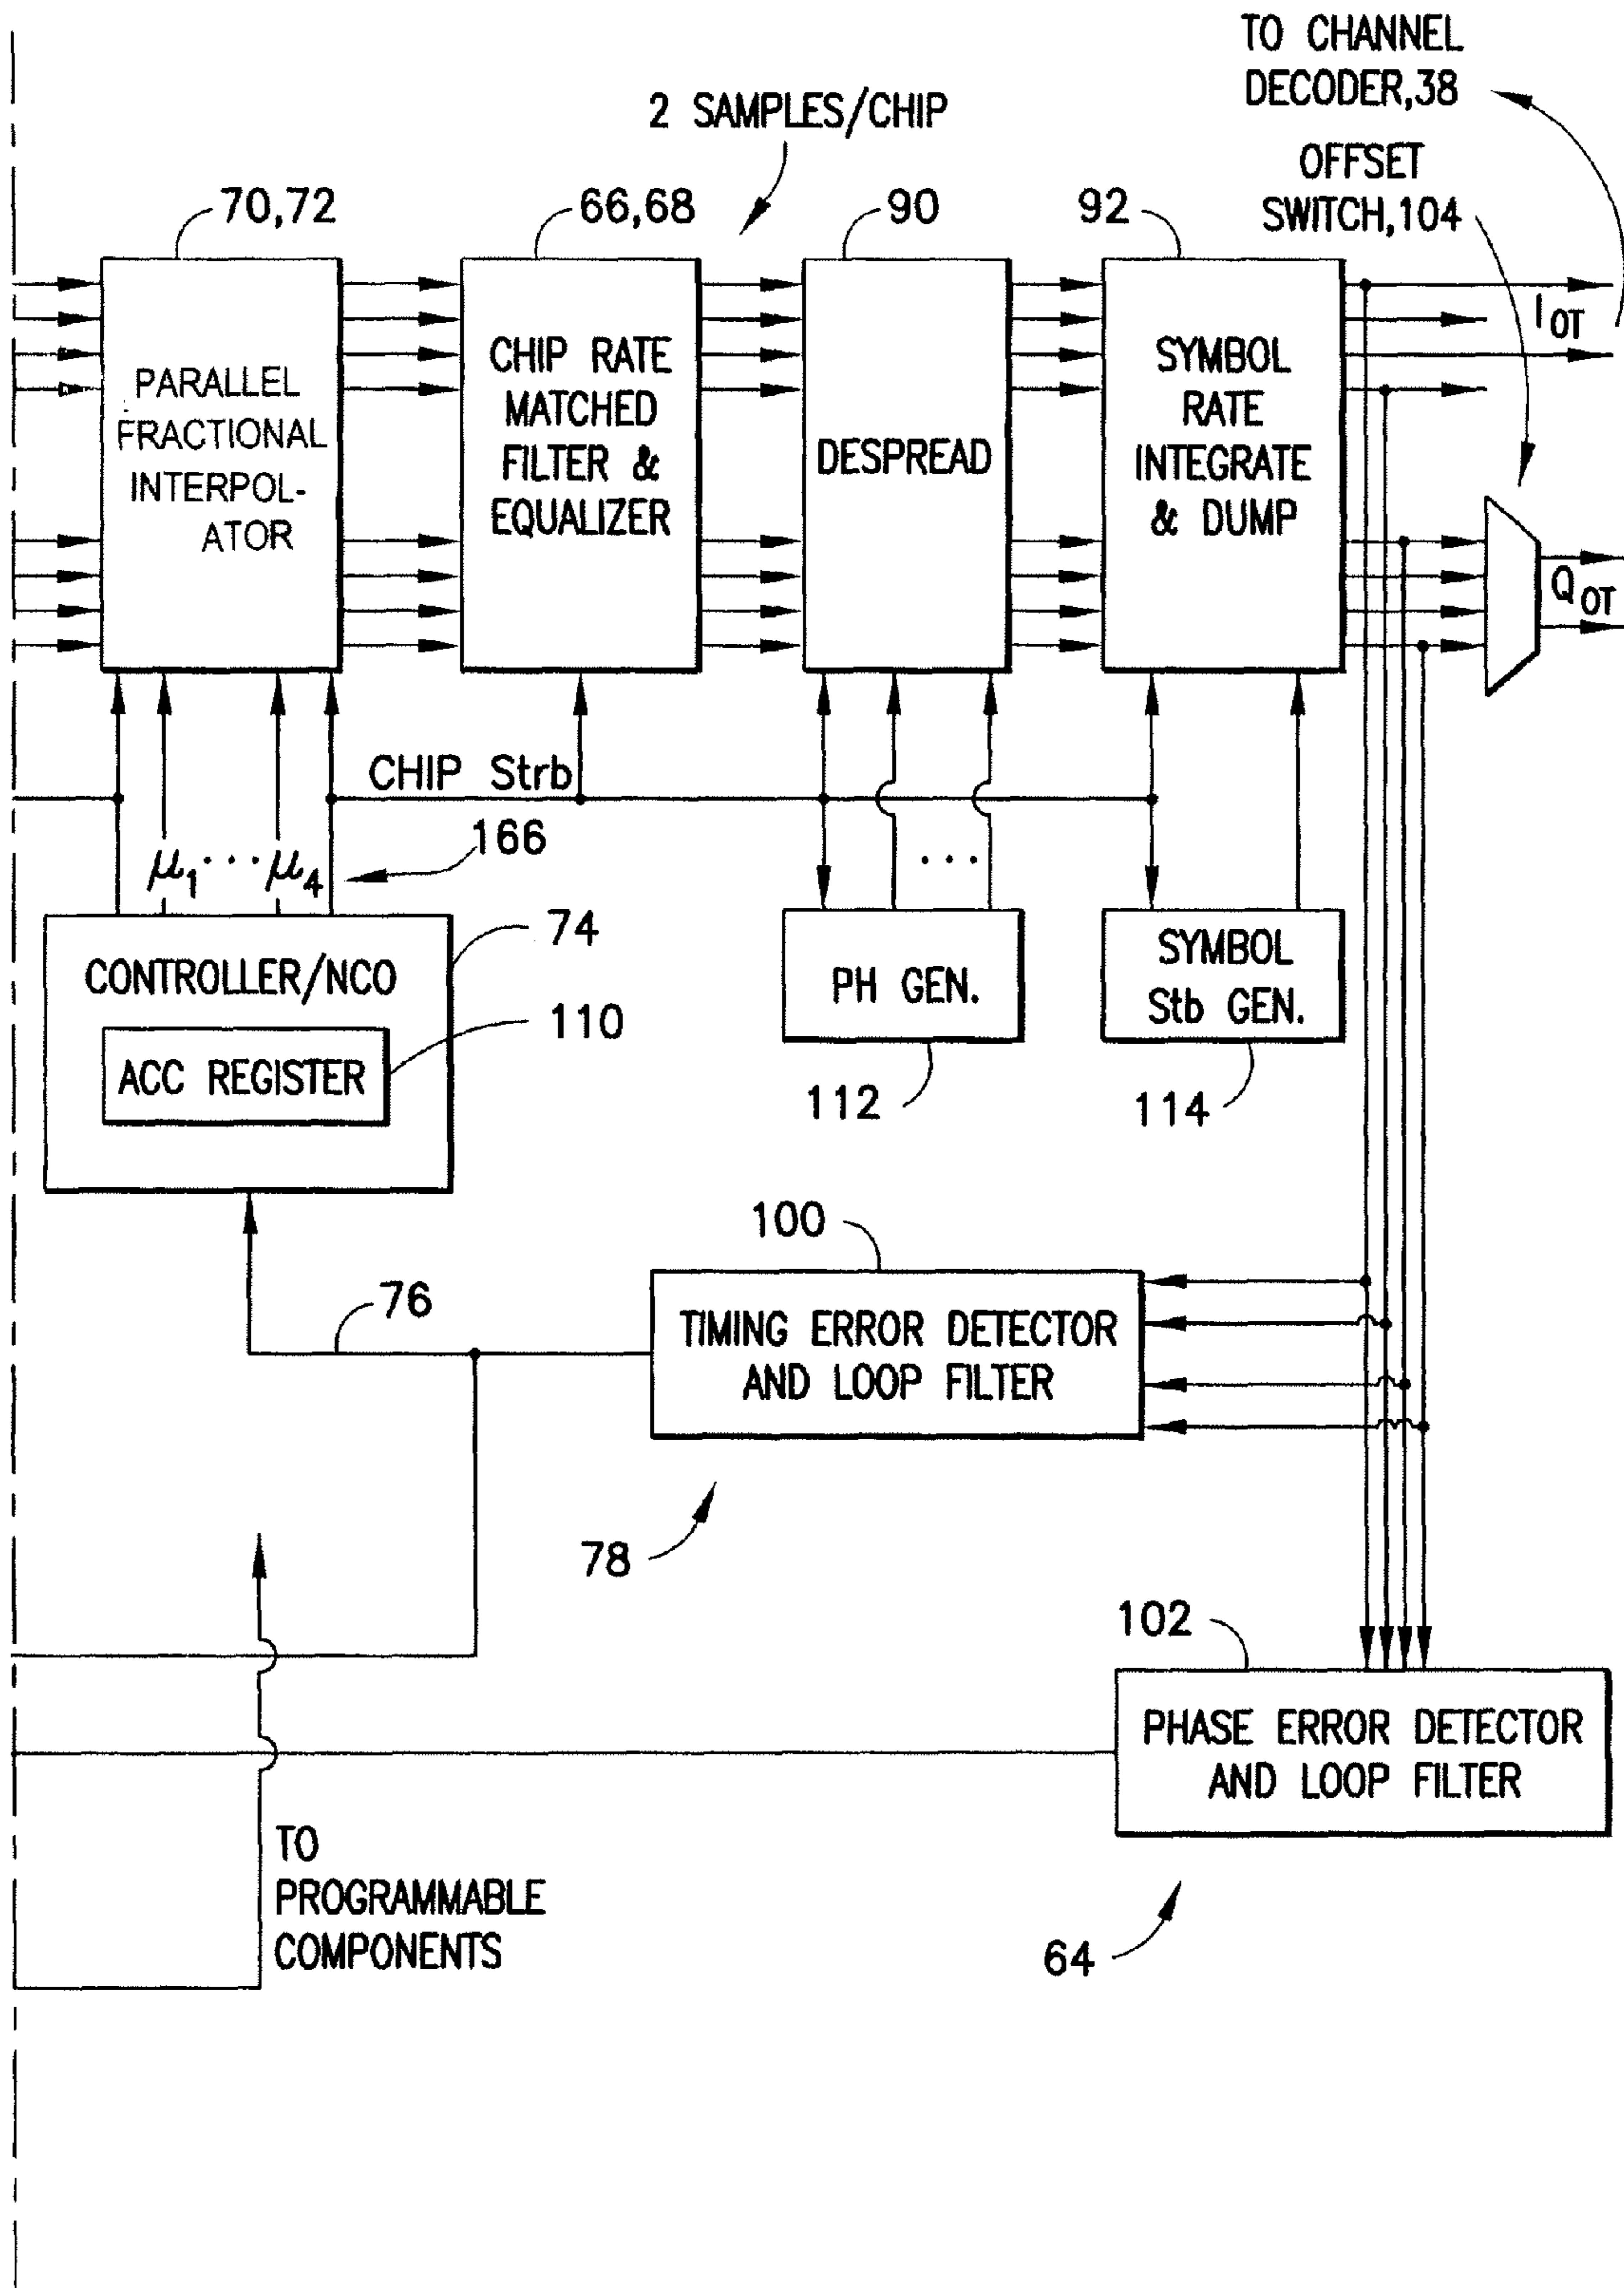 TO CHANNEL
DECODER,38
2 SAMPLES/CHIP
OFFSET
SWITCH,104
70,72
66,68
90
92
PARALLEL
FRACTIONAL
INTERPOL-
ATOR
CHIP RATE
MATCHED
FILTER &
EQUALIZER
DESPREAD
SYMBOL
RATE
INTEGRATE
& DUMP
IOT
QOT
CHIP Strb
166
μ1 ··· μ4
...
74
CONTROLLER/NCO
110
ACC REGISTER
PH GEN.
112
SYMBOL
Stb GEN.
114
100
76
TIMING ERROR DETECTOR
AND LOOP FILTER
78
102
PHASE ERROR DETECTOR
AND LOOP FILTER
64
TO
PROGRAMMABLE
COMPONENTS